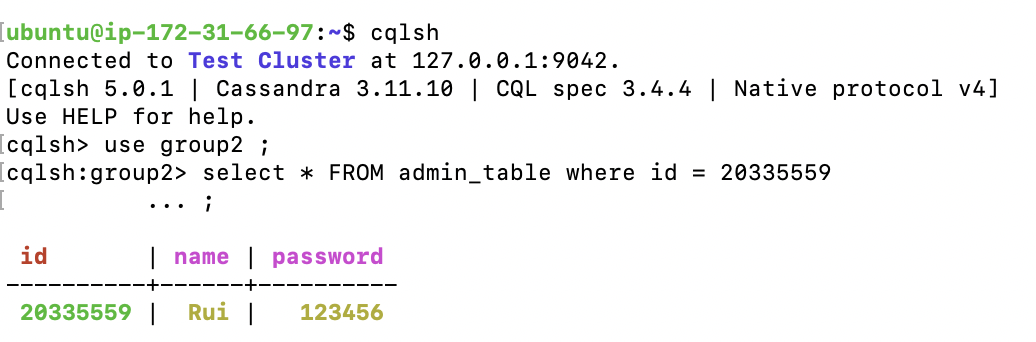 [ubuntu@ip-172-31-66-97:~$ cqlsh
Connected to Test Cluster at 127.0.0.1:9042.
[cqlsh 5.0.1 | Cassandra 3.11.10 | CQL spec 3.4.4 | Native protocol v4]
Use HELP for help.
[cqlsh> use group2 ;
[cqlsh:group2> select * FROM admin_table where id = 20335559
[          ... ;
 id       | name | password
----------+------+----------
 20335559 |  Rui |   123456